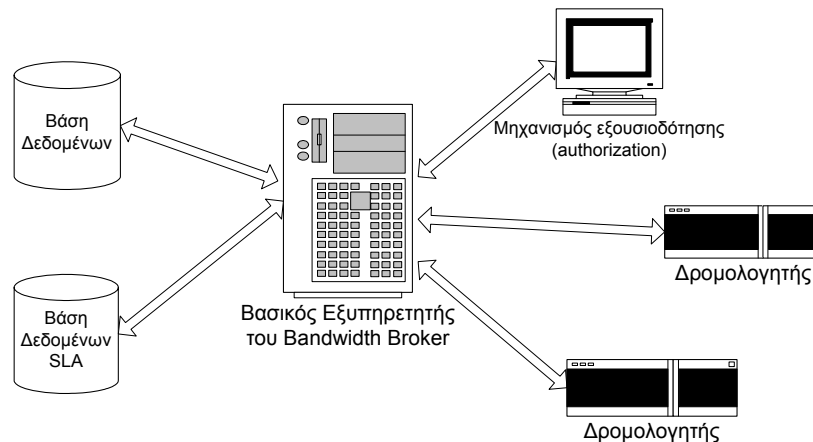 Βάση
Δεδομένων
Μηχανισμός εξουσιοδότησης
(authorization)
Δρομολογητής
Βασικός Εξυπηρετητής
του Bandwidth Broker
Βάση
Δεδομένων
SLA
Δρομολογητής